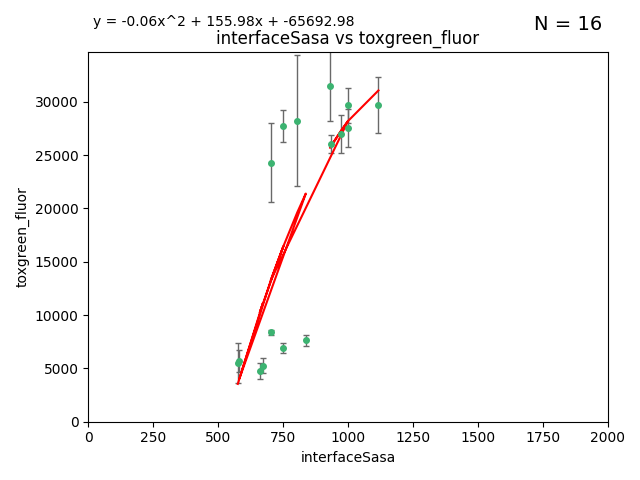 y = -0.06x^2 + 155.98x + -65692.98
N = 16
interfaceSasa vs toxgreen_fluor
toxgreen_fluor
30000
25000
20000
15000
10000
5000
0
0 250 500 750 1000 1250 1500 1750 2000
interfaceSasa